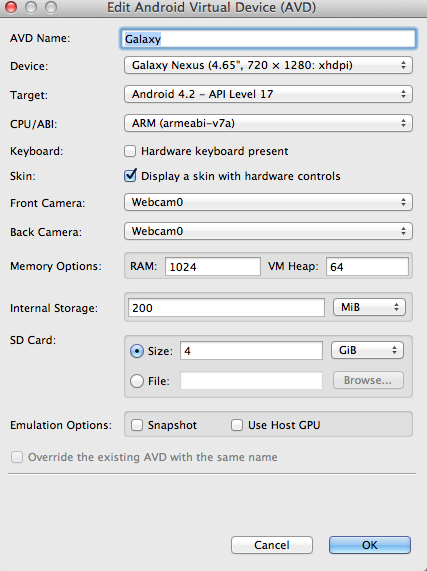 Edit Android Virtual Device (AVD)
AVD Name: Galaxy
Device: Galaxy Nexus (4.65", 720 × 1280: xhdpi)
Target: Android 4.2 – API Level 17
CPU/ABI: ARM (armeabi-v7a)
Keyboard: Hardware keyboard present
Skin: Display a skin with hardware controls
Front Camera: Webcam0
Back Camera: Webcam0
Memory Options: RAM: 1024 VM Heap: 64
Internal Storage: 200 MiB
SD Card:
Size: 4 GiB
File: Browse...
Emulation Options: Snapshot Use Host GPU
Override the existing AVD with the same name
Cancel OK